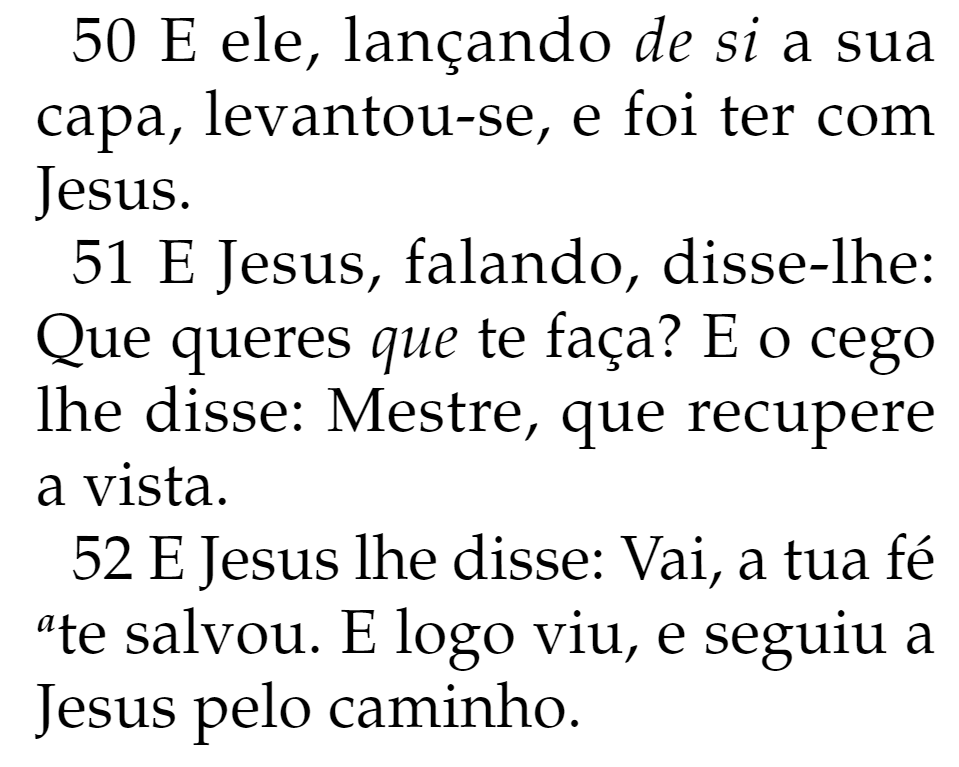 50 E ele, lançando de si a sua
capa, levantou-se, e foi ter com
Jesus.
51 E Jesus, falando, disse-lhe:
Que queres que te faça? E o cego
lhe disse: Mestre, que recupere
a vista.
52 E Jesus lhe disse: Vai, a tua fé
ate salvou. E logo viu, e seguiu a
Jesus pelo caminho.